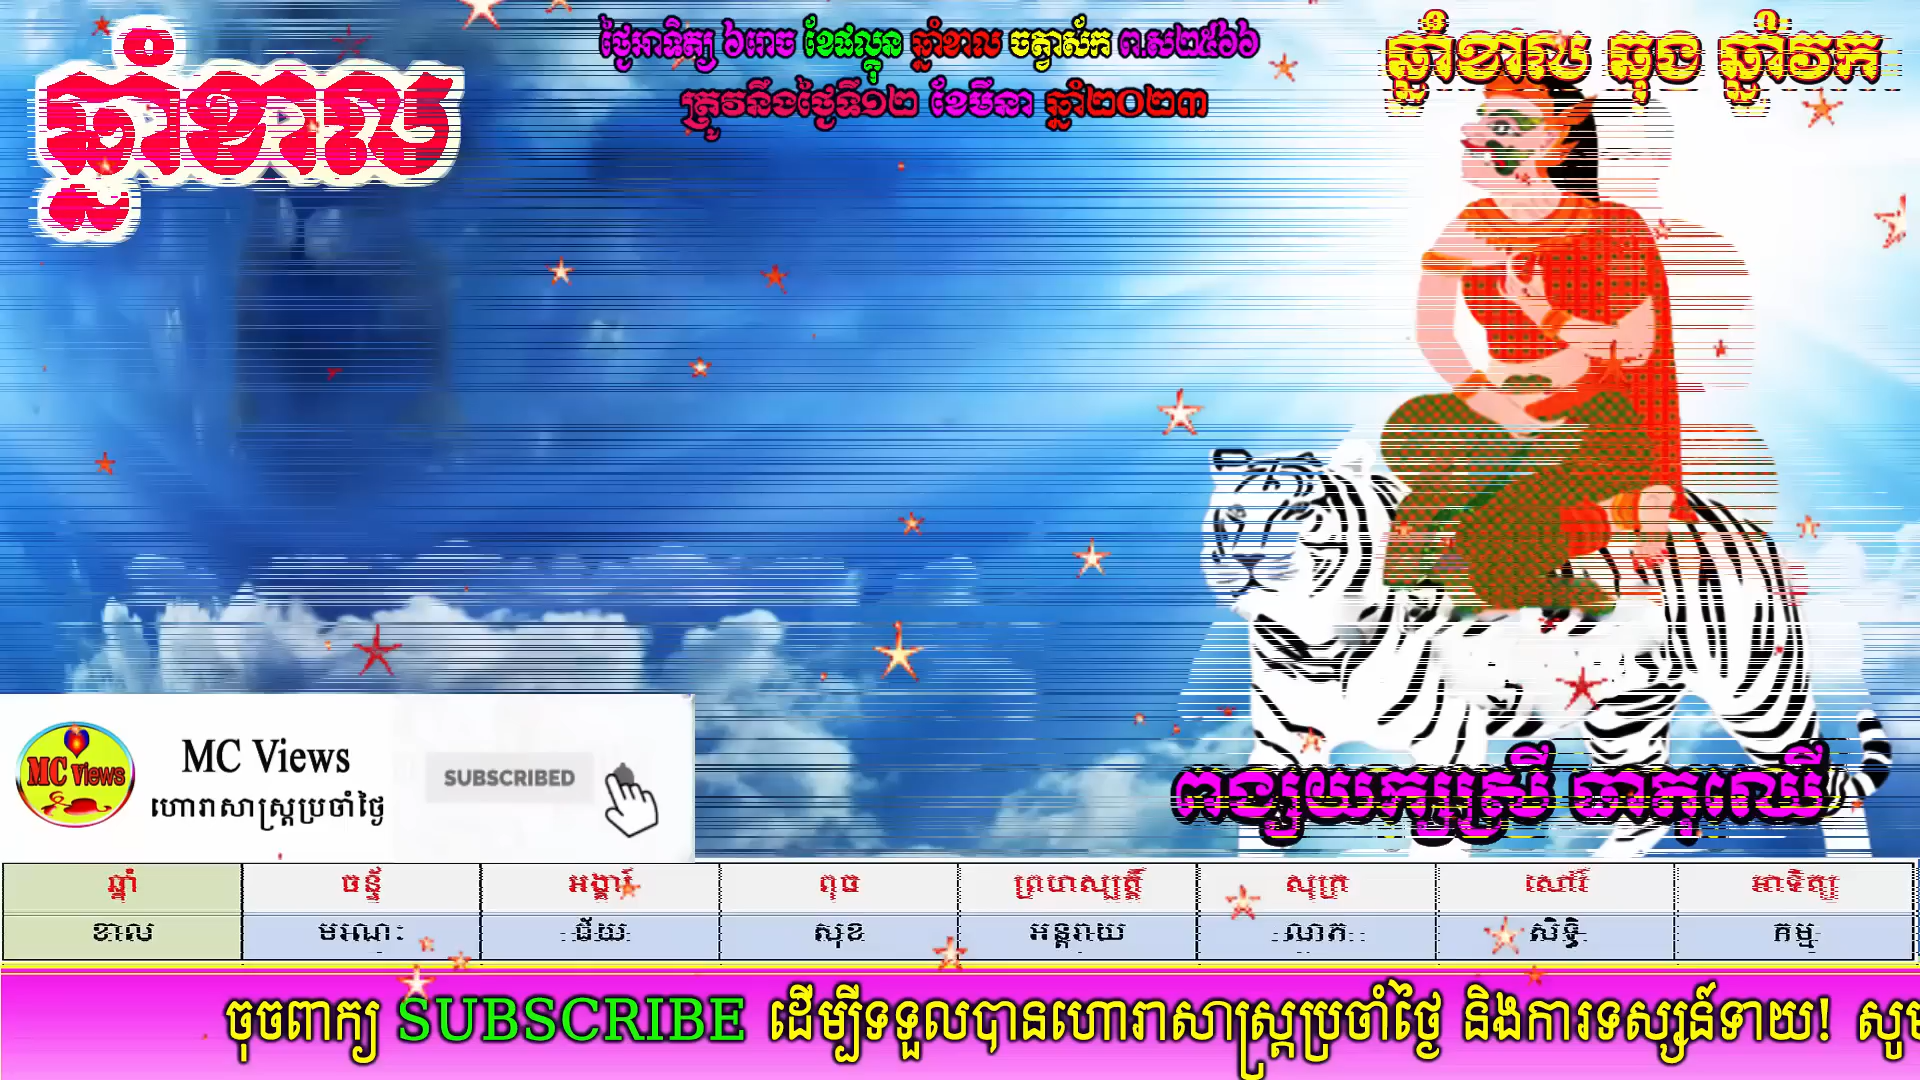 ថ្ងៃអាទិត្យ ៦រោច ខែផល្គុន ឆ្នាំខាល ចត្វាស័ក ព.ស២៥៦៦
ត្រូវនឹងថ្ងៃទី១២ ខែមីនា ឆ្នាំ២០២៣
ឆ្នាំខាល
ឆ្នាំខាល ឆុង ឆ្នាំវក
ពង្សយក្សស្រី ធាតុឈើ
MC Views
MC Views
ហោរាសាស្ត្រប្រចាំថ្ងៃ
SUBSCRIBED
ឆ្នាំ ចន្ទ័ អង្គារ៍ ពុធ ព្រហស្បត្តិ៍ សុក្រ សៅរ៍ អាទិត្យ
ខាល មរណៈ ជ័យ សុខ អន្តរាយ លាភ សិទ្ធិ កម្ម
ចុចពាក្យ SUBSCRIBE ដើម្បីទទួលបានហោរាសាស្ត្រប្រចាំថ្ងៃ និងការទស្សន៍ទាយ! សូម